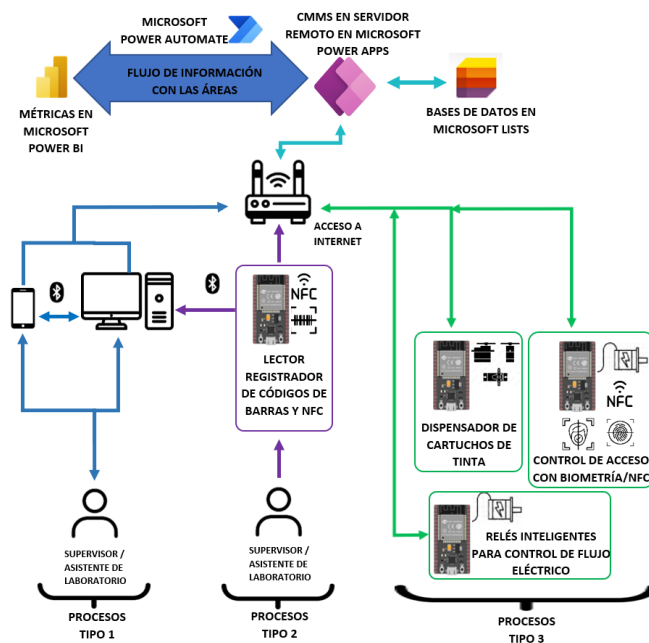 MICROSOFT
POWER AUTOMATE
CMMS EN SERVIDOR
REMOTO EN MICROSOFT
POWER APPS
FLUJO DE INFORMACIÓN
CON LAS ÁREAS
MÉTRICAS EN
MICROSOFT
POWER BI
BASES DE DATOS EN
MICROSOFT LISTS
ACCESO A
INTERNET
NFC
LECTOR
REGISTRADOR
DE CÓDIGOS DE
BARRAS Y NFC
NFC
DISPENSADOR DE
CARTUCHOS DE
TINTA
CONTROL DE ACCESO
CON BIOMETRÍA/NFC
RELÉS INTELIGENTES
PARA CONTROL DE FLUJO
ELÉCTRICO
SUPERVISOR /
ASISTENTE DE
LABORATORIO
SUPERVISOR /
ASISTENTE DE
LABORATORIO
PROCESOS
TIPO 1
PROCESOS
TIPO 2
PROCESOS
TIPO 3